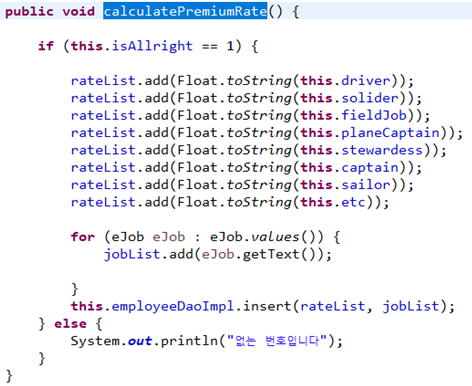 public void calculatePremiumRate() {
if (this.isAllright == 1) {
rateList.add(Float.toString(this.driver));
rateList.add(Float.toString(this.solider));
rateList.add(Float.toString(this.fieldJob));
rateList.add(Float.toString(this.planeCaptain));
rateList.add(Float.toString(this.stewardess));
rateList.add(Float.toString(this.captain));
rateList.add(Float.toString(this.sailor));
rateList.add(Float.toString(this.etc));
for (eJob eJob : eJob.values()) {
jobList.add(eJob.getText());
}
this.employeeDaoImpl.insert(rateList, jobList);
} else {
System.out.println("없는 번호입니다");
}
}